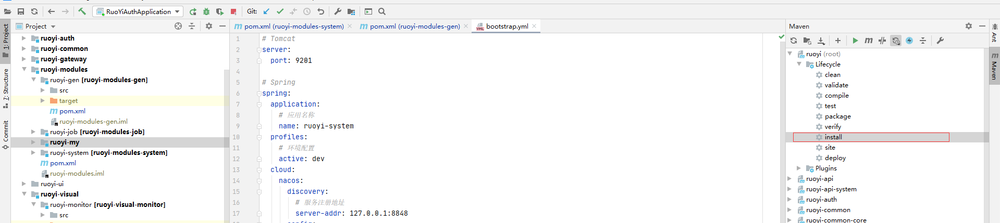 RuoYiAuthApplication
Git:
1: Project
Z: Structure
Commit
Project
ruoyi-auth
ruoyi-common
ruoyi-gateway
ruoyi-modules
ruoyi-gen [ruoyi-modules-gen]
src
target
pom.xml
ruoyi-modules-gen.iml
ruoyi-job [ruoyi-modules-job]
ruoyi-my
ruoyi-system [ruoyi-modules-system]
pom.xml
ruoyi-modules.iml
ruoyi-ui
ruoyi-visual
ruoyi-monitor [ruoyi-visual-monitor]
src
pom.xml (ruoyi-modules-system)
pom.xml (ruoyi-modules-gen)
bootstrap.yml
1 # Tomcat
2 server:
3 port: 9201
4
5 # Spring
6 spring:
7 application:
8 # 应用名称
9 name: ruoyi-system
10 profiles:
11 # 环境配置
12 active: dev
13 cloud:
14 nacos:
15 discovery:
16 # 服务注册地址
17 server-addr: 127.0.0.1:8848
Maven
ruoyi (root)
Lifecycle
clean
validate
compile
test
package
verify
install
site
deploy
Plugins
ruoyi-api
ruoyi-api-system
ruoyi-auth
ruoyi-common
ruoyi-common-core
Ant
Maven